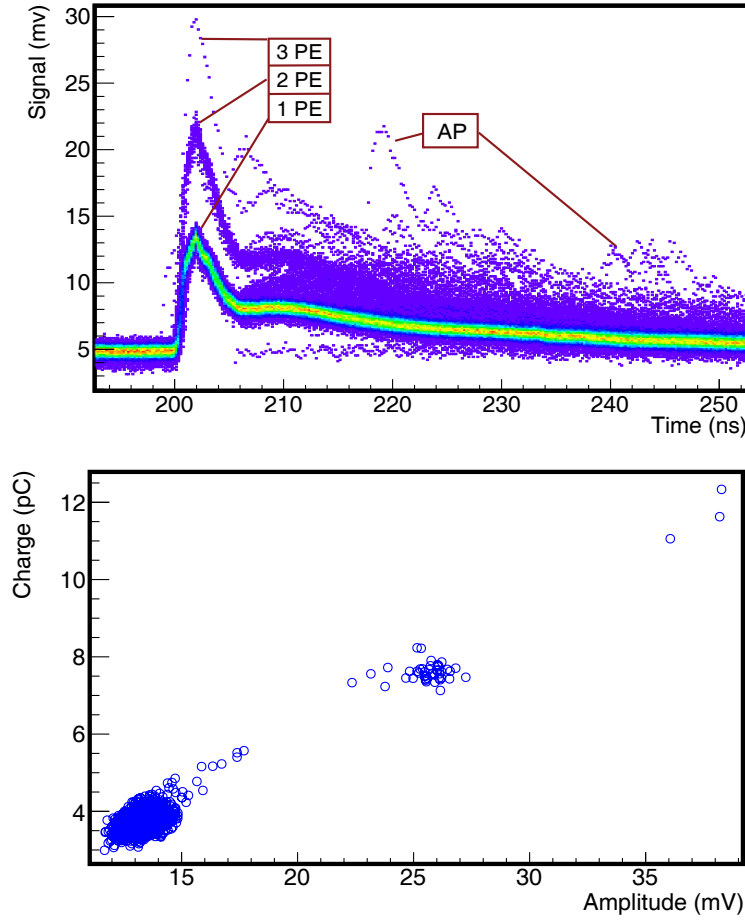 Signal (mv)
30
25
20
15
10
5
3 PE
2 PE
1 PE
AP
200 210 220 230 240 250
Time (ns)
Charge (pC)
12
10
8
6
4
15 20 25 30 35
Amplitude (mV)